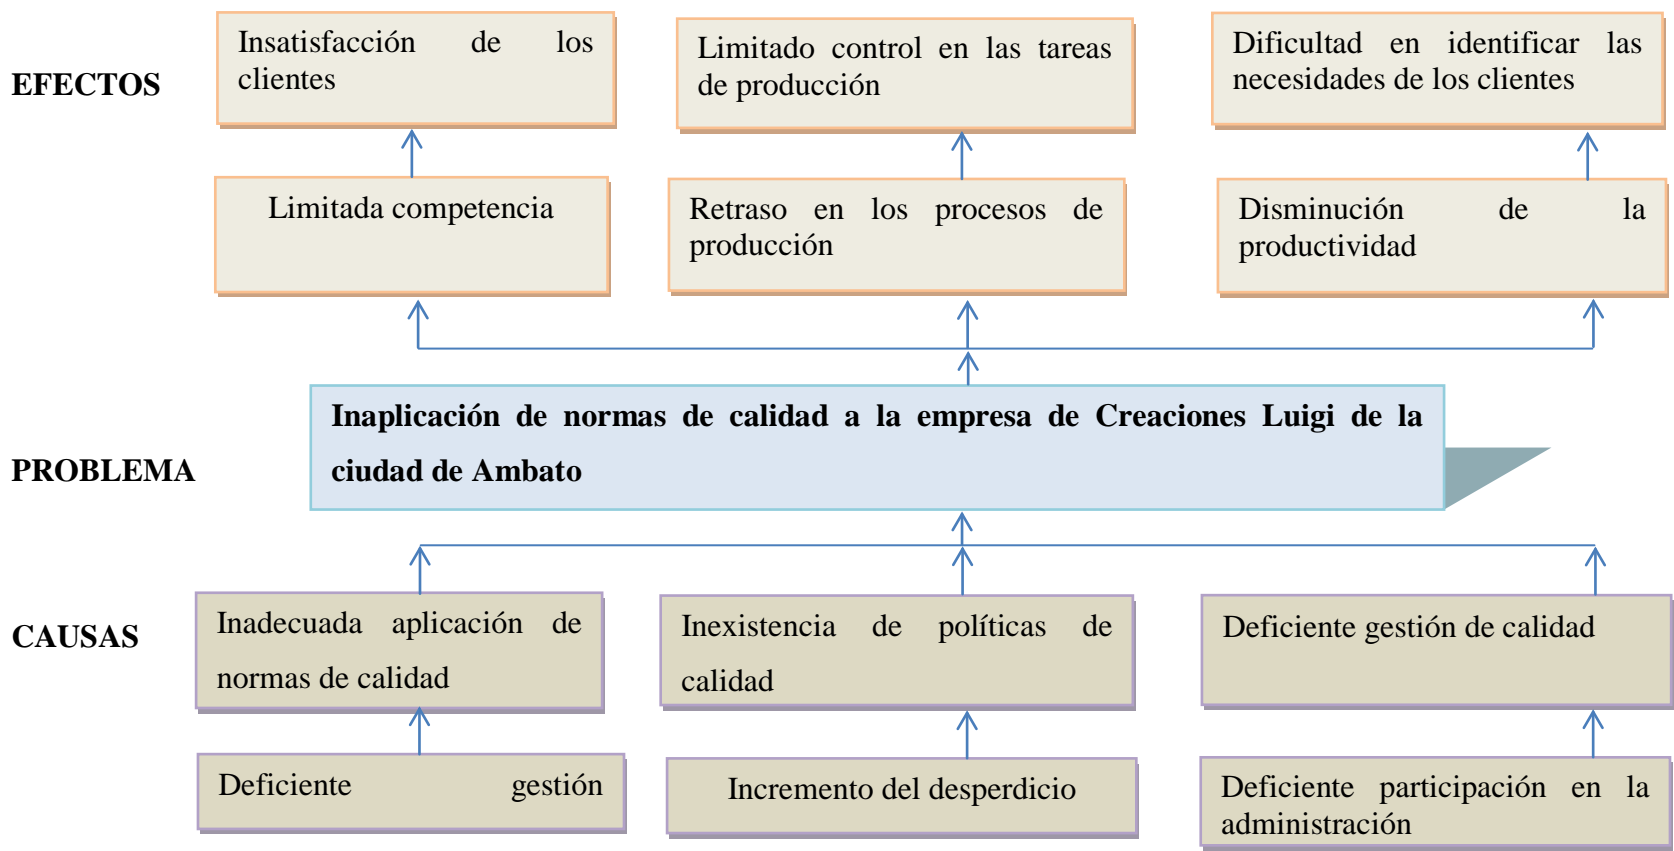 EFECTOS
Insatisfacción de los
clientes
Limitado control en las tareas
de producción
Dificultad en identificar las
necesidades de los clientes
Limitada competencia
Retraso en los procesos de
producción
Disminución de la
productividad
PROBLEMA
Inaplicación de normas de calidad a la empresa de Creaciones Luigi de la
ciudad de Ambato
CAUSAS
Inadecuada aplicación de
normas de calidad
Inexistencia de políticas de
calidad
Deficiente gestión de calidad
Deficiente gestión
Incremento del desperdicio
Deficiente participación en la
administración